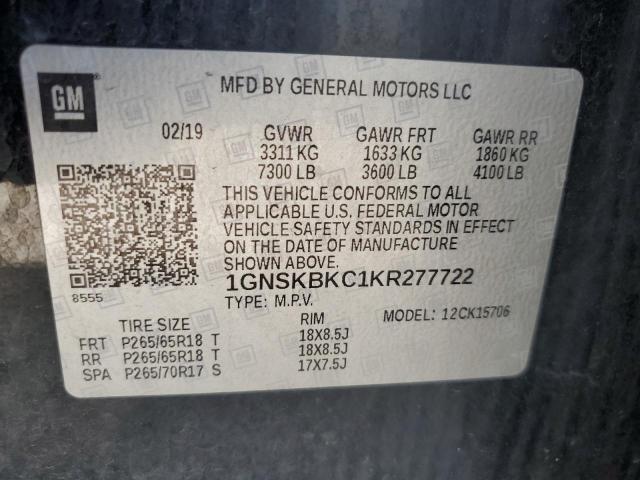 GM
MFD BY GENERAL MOTORS LLC
02/19 GVWR GAWR FRT GAWR RR
3311 KG 1633 KG 1860 KG
7300 LB 3600 LB 4100 LB
THIS VEHICLE CONFORMS TO ALL
APPLICABLE U.S. FEDERAL MOTOR
VEHICLE SAFETY STANDARDS IN EFFECT
ON THE DATE OF MANUFACTURE
SHOWN ABOVE.
8555
1GNSKBKC1KR277722
TYPE: M.P.V. MODEL: 12CK15706
TIRE SIZE RIM
FRT P265/65R18 T 18X8.5J
RR P265/65R18 T 18X8.5J
SPA P265/70R17 S 17X7.5J